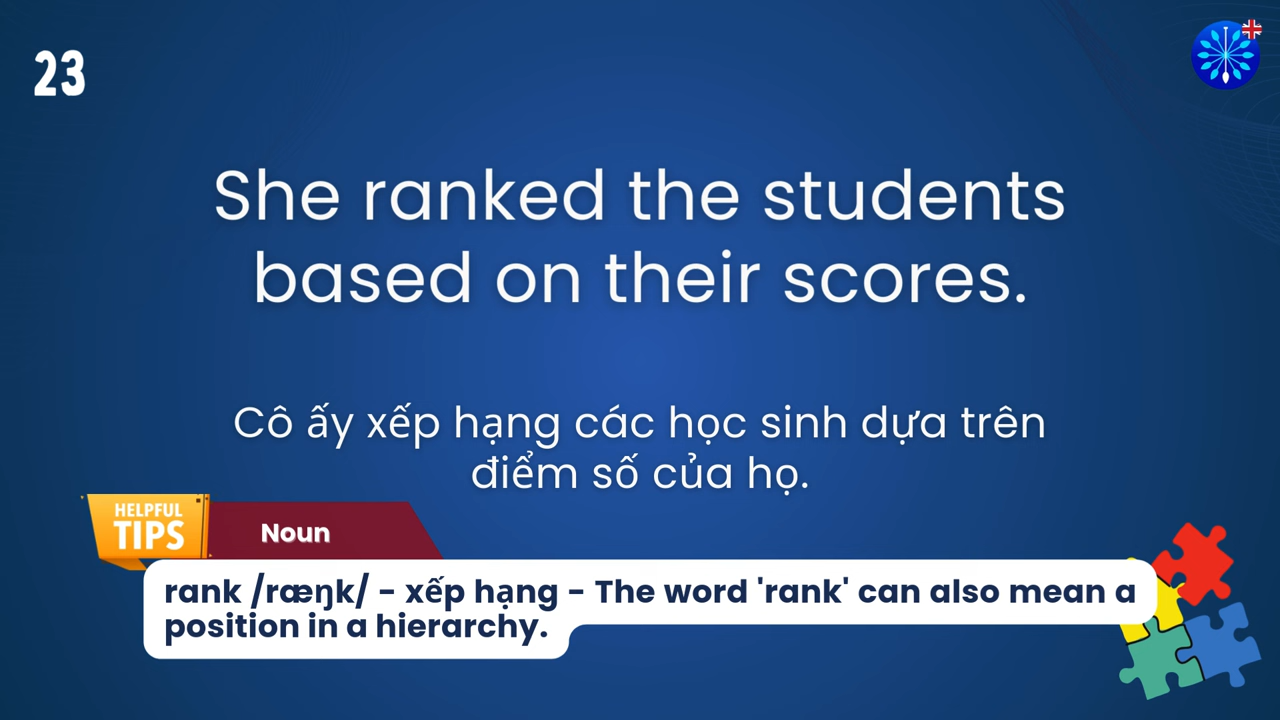 23
She ranked the students
based on their scores.
Cô ấy xếp hạng các học sinh dựa trên
điểm số của họ.
HELPFUL
TIPS
Noun
rank /ræŋk/ - xếp hạng - The word 'rank' can also mean a
position in a hierarchy.